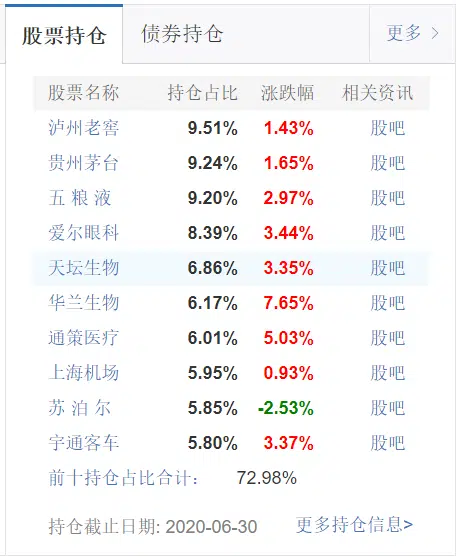 股票持仓 债券持仓 更多 >
股票名称 持仓占比 涨跌幅 相关资讯
泸州老窖 9.51% 1.43% 股吧
贵州茅台 9.24% 1.65% 股吧
五 粮 液 9.20% 2.97% 股吧
爱尔眼科 8.39% 3.44% 股吧
天坛生物 6.86% 3.35% 股吧
华兰生物 6.17% 7.65% 股吧
通策医疗 6.01% 5.03% 股吧
上海机场 5.95% 0.93% 股吧
苏 泊 尔 5.85% -2.53% 股吧
宇通客车 5.80% 3.37% 股吧
前十持仓占比合计: 72.98%
持仓截止日期: 2020-06-30 更多持仓信息>